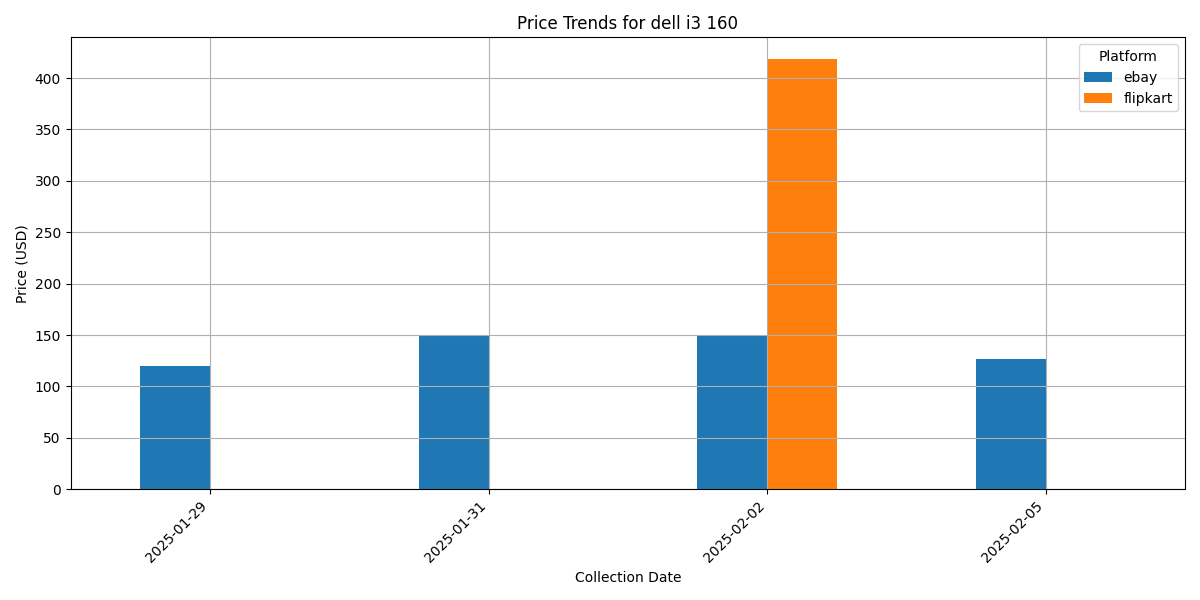 Price Trends for dell i3 160
Platform
ebay
flipkart
Price (USD)
400
350
300
250
200
150
100
50
0
2025-01-29
2025-01-31
2025-02-02
2025-02-05
Collection Date